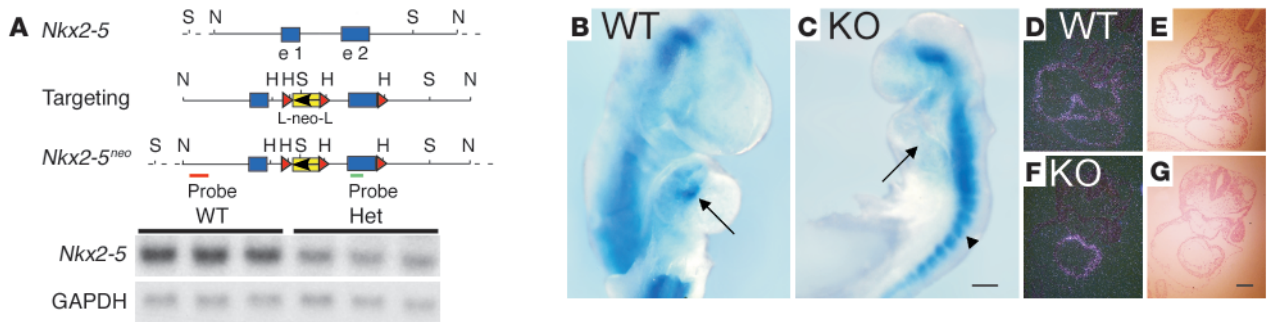 A
Nkx2-5
S N S N
e 1 e 2
Targeting
N H H S H H S N
L-neo-L
Nkx2-5neo
S N H H S H H S N
Probe Probe
WT Het
Nkx2-5
GAPDH
B WT
C KO
D WT
E
F KO
G